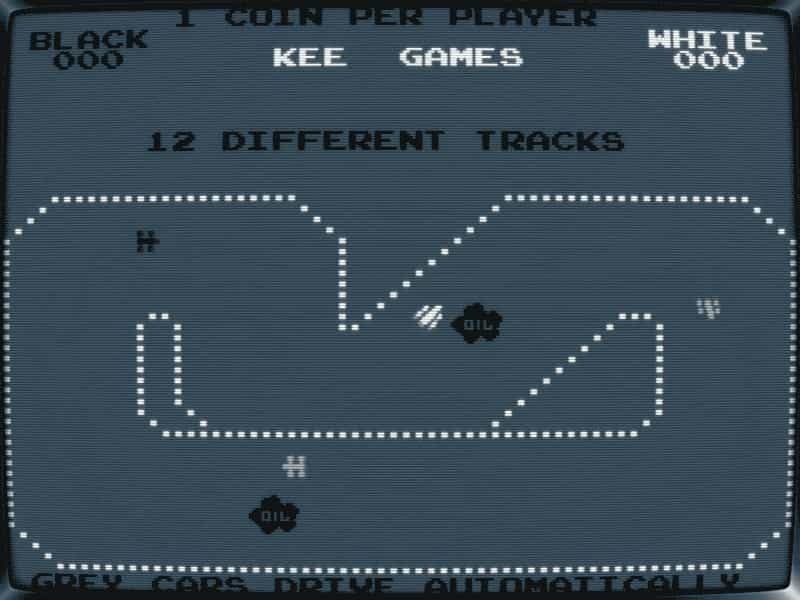 1 COIN PER PLAYER
BLACK
WHITE
000
KEE GAMES
000
12 DIFFERENT TRACKS
OIL
OIL
GREY CARS DRIVE AUTOMATICALLY